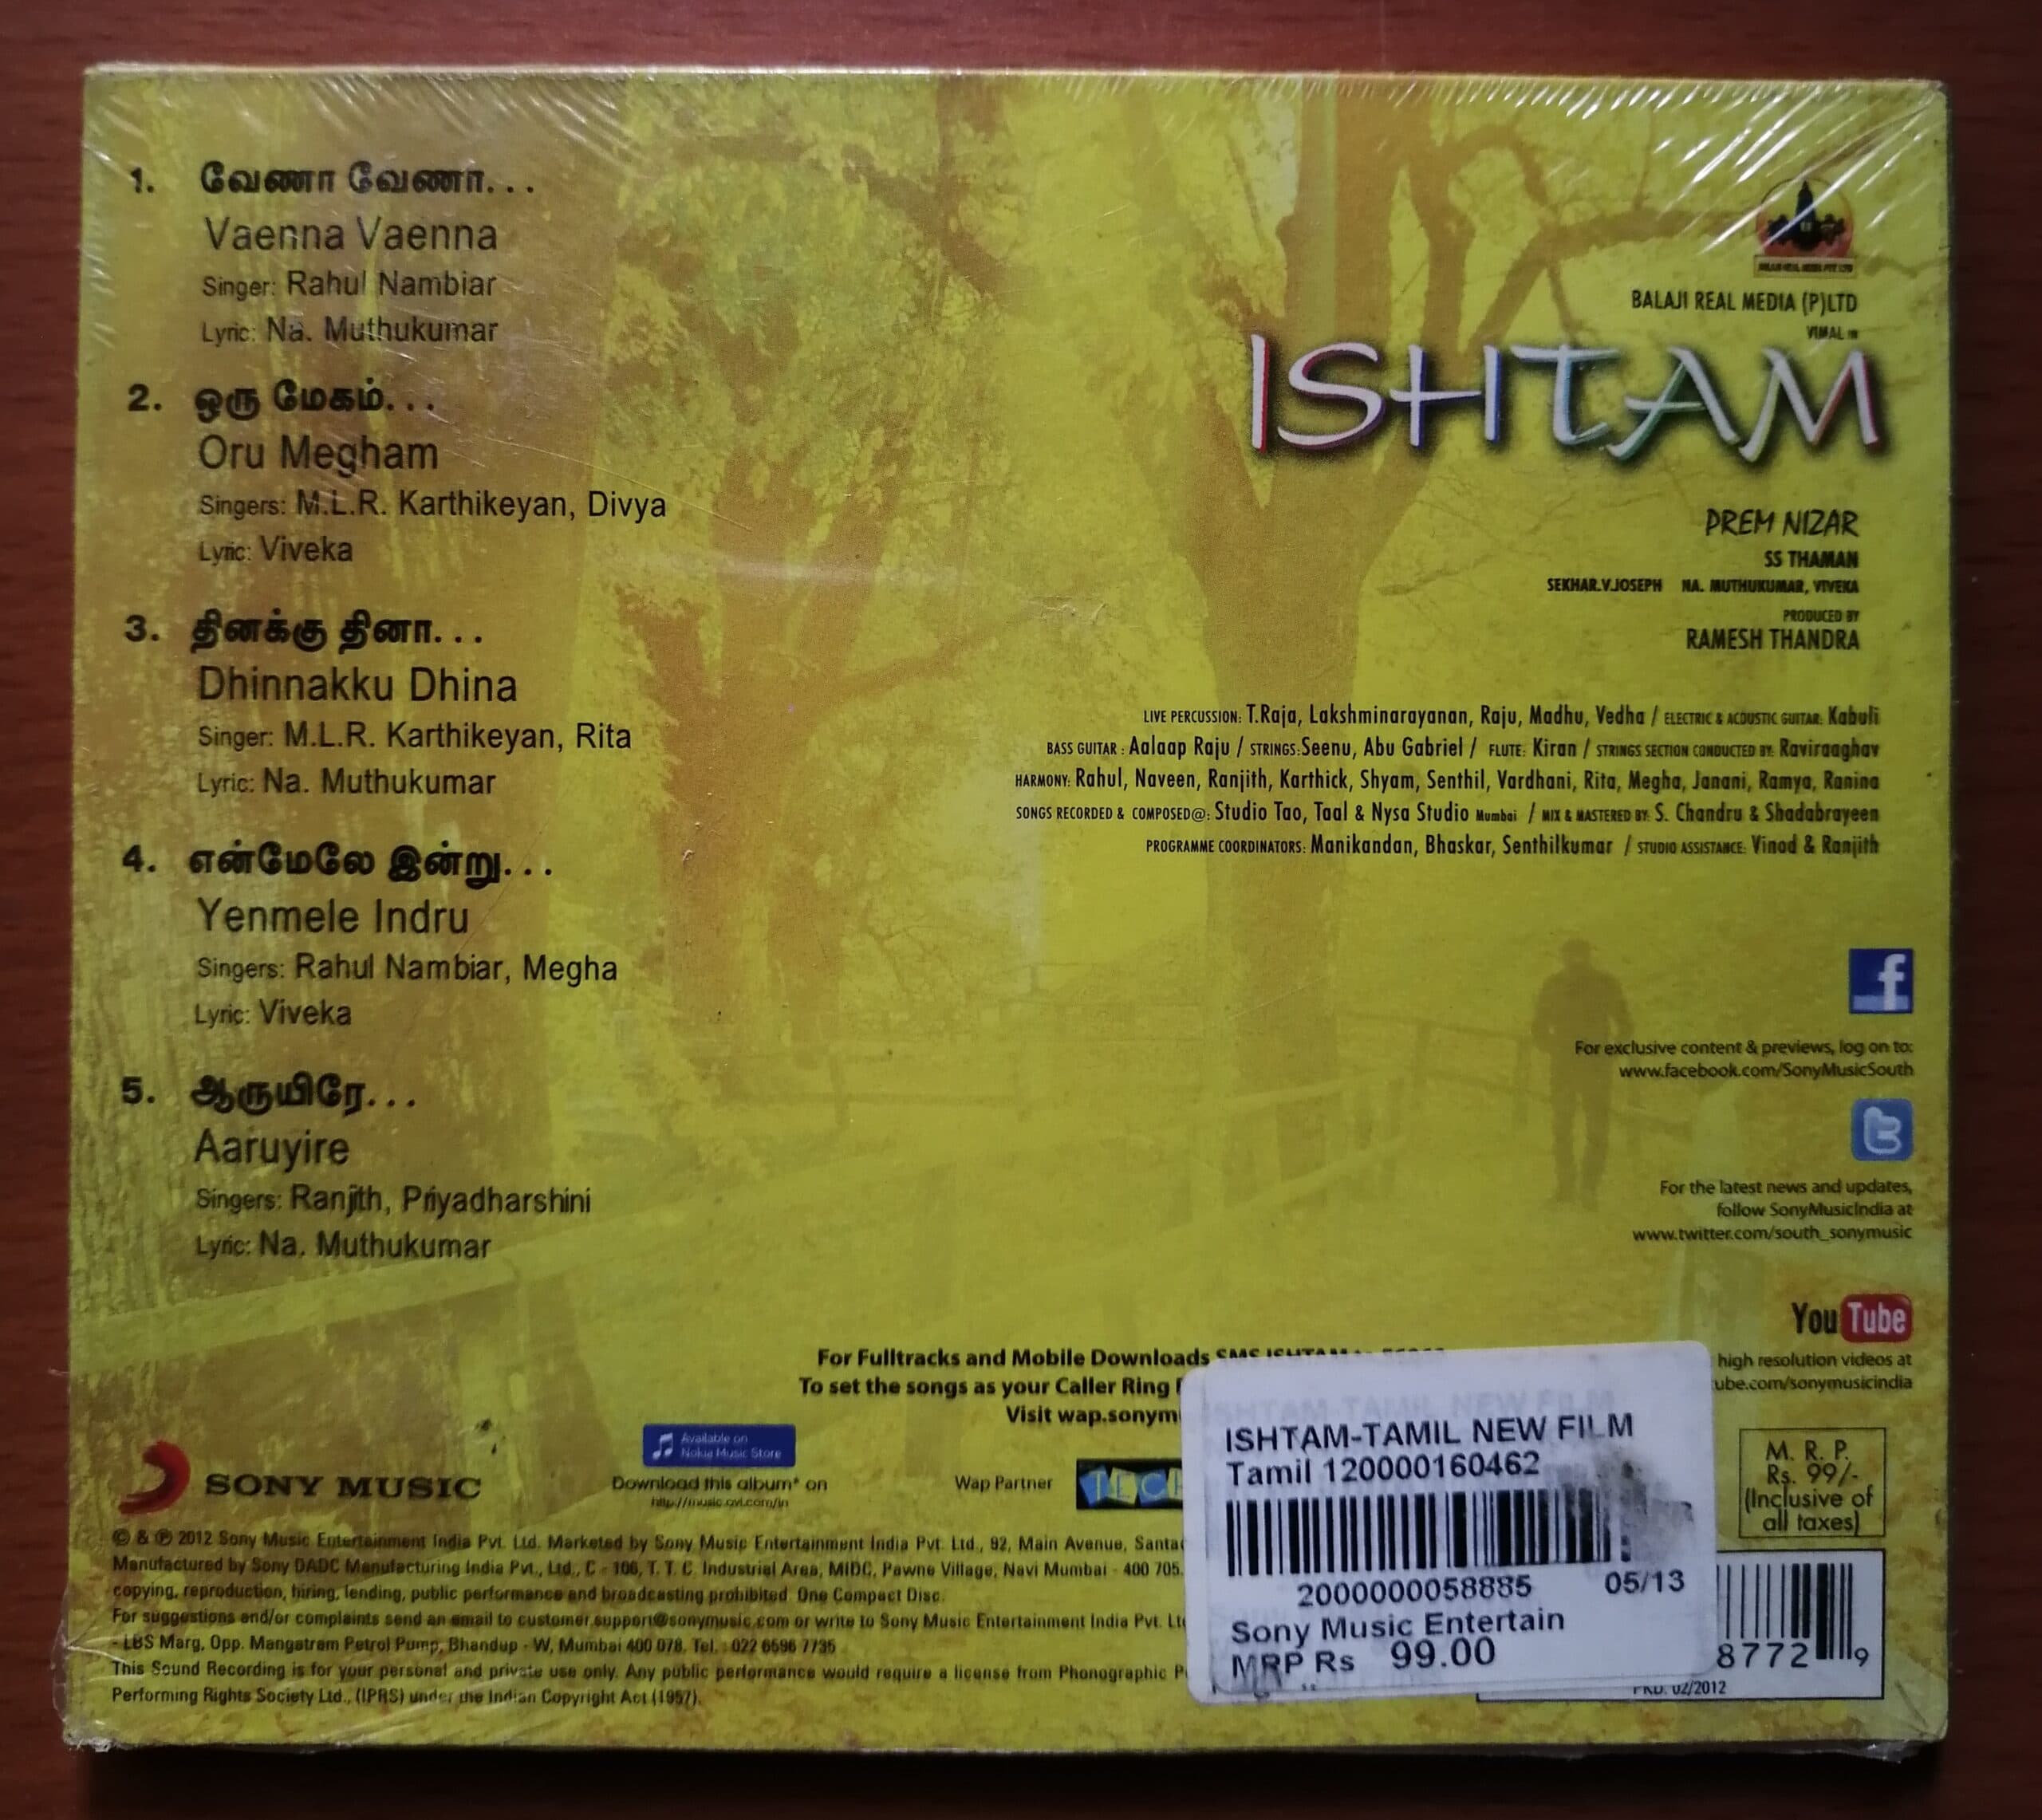 1. வேணா வேணா...
Vaenna Vaenna
Singer: Rahul Nambiar
Lyric: Na. Muthukumar
2. ஒரு மேகம்...
Oru Megham
Singers: M.L.R. Karthikeyan, Divya
Lyric: Viveka
3. தினக்கு தினா...
Dhinnakku Dhina
Singer: M.L.R. Karthikeyan, Rita
Lyric: Na. Muthukumar
4. என்மேலே இன்று...
Yenmele Indru
Singers: Rahul Nambiar, Megha
Lyric: Viveka
5. ஆருயிரே...
Aaruyire
Singers: Ranjith, Priyadharshini
Lyric: Na. Muthukumar
BALAJI REAL MEDIA (P)LTD
VIMAL IN
ISHTAM
PREM NIZAR
SS THAMAN
SEKHAR.V.JOSEPH NA. MUTHUKUMAR, VIVEKA
PRODUCED BY
RAMESH THANDRA
LIVE PERCUSSION: T.Raja, Lakshminarayanan, Raju, Madhu, Vedha / ELECTRIC & ACOUSTIC GUITAR: Kabuli
BASS GUITAR : Aalaap Raju / STRINGS:Seenu, Abu Gabriel / FLUTE: Kiran / STRINGS SECTION CONDUCTED BY: Raviraaghav
HARMONY: Rahul, Naveen, Ranjith, Karthick, Shyam, Senthil, Vardhani, Rita, Megha, Janani, Ramya, Ranina
SONGS RECORDED & COMPOSED@: Studio Tao, Taal & Nysa Studio Mumbai / MIX & MASTERED BY: S. Chandru & Shadabrayeen
PROGRAMME COORDINATORS: Manikandan, Bhaskar, Senthilkumar / STUDIO ASSISTANCE: Vinod & Ranjith
f
For exclusive content & previews, log on to:
www.facebook.com/SonyMusicSouth
t
For the latest news and updates,
follow SonyMusicIndia at
www.twitter.com/south_sonymusic
YouTube
high resolution videos at
ube.com/sonymusicindia
For Fulltracks and Mobile Downloads SMS ISHTAM
To set the songs as your Caller Ring
Visit wap.sonym
SONY MUSIC
Available on
Nokia Music Store
Download this album* on
http://music.ovi.com/in
Wap Partner
TECH
M. R. P.
Rs. 99/-
(Inclusive of
all taxes)
© & ℗ 2012 Sony Music Entertainment India Pvt. Ltd. Marketed by Sony Music Entertainment India Pvt. Ltd., 92, Main Avenue, Santa
Manufactured by Sony DADC Manufacturing India Pvt., Ltd., C - 106, T. T. C. Industrial Area, MIDC, Pawne Village, Navi Mumbai - 400 705.
copying, reproduction, hiring, lending, public performance and broadcasting prohibited. One Compact Disc.
For suggestions and/or complaints send an email to customer.support@sonymusic.com or write to Sony Music Entertainment India Pvt. Lt
- LBS Marg, Opp. Mangatram Petrol Pump, Bhandup - W, Mumbai 400 078. Tel. : 022 6596 7735
This Sound Recording is for your personal and private use only. Any public performance would require a license from Phonographic P
Performing Rights Society Ltd., (IPRS) under the Indian Copyright Act (1957).
ISHTAM-TAMIL NEW FILM
Tamil 120000160462
2000000058885 05/13
Sony Music Entertain
MRP Rs 99.00
8772 9
PKD. 02/2012